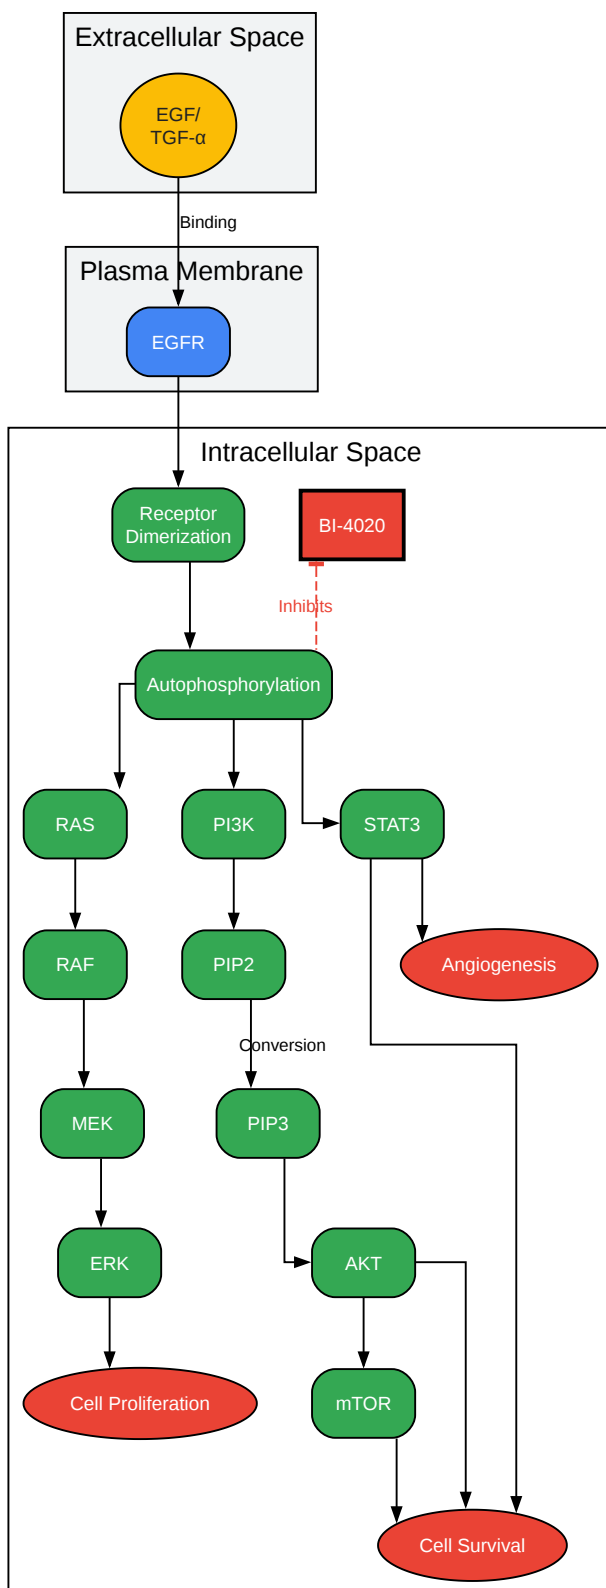 Extracellular Space
EGF/
TGF-α
Binding
Plasma Membrane
EGFR
Intracellular Space
Receptor
Dimerization
BI-4020
Inhibits
Autophosphorylation
RAS
PI3K
STAT3
RAF
PIP2
Angiogenesis
Conversion
MEK
PIP3
ERK
AKT
Cell Proliferation
mTOR
Cell Survival